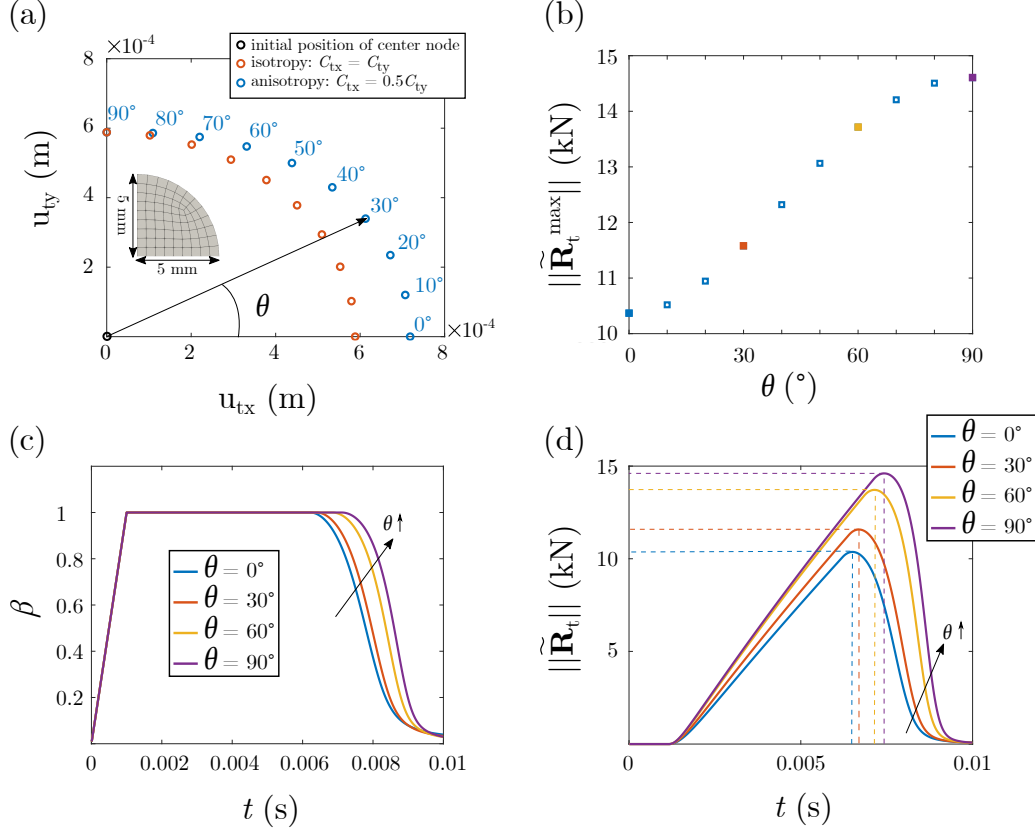 (a)
×10⁻⁴
initial position of center node
isotropy: C_tx = C_ty
anisotropy: C_tx = 0.5C_ty
8
6
4
2
0
90°
80°
70°
60°
50°
40°
30°
20°
10°
0°
5 mm
5 mm
θ
×10⁻⁴
0
2
4
6
8
u_ty (m)
u_tx (m)
(b)
15
14
13
12
11
10
0
30
60
90
||R̃_t^max|| (kN)
θ (°)
(c)
1
0.8
0.6
0.4
0.2
β
θ = 0°
θ = 30°
θ = 60°
θ = 90°
θ ↑
0
0.002
0.004
0.006
0.008
0.01
t (s)
(d)
θ = 0°
θ = 30°
θ = 60°
θ = 90°
15
10
5
||R̃_t|| (kN)
θ ↑
0
0.005
0.01
t (s)